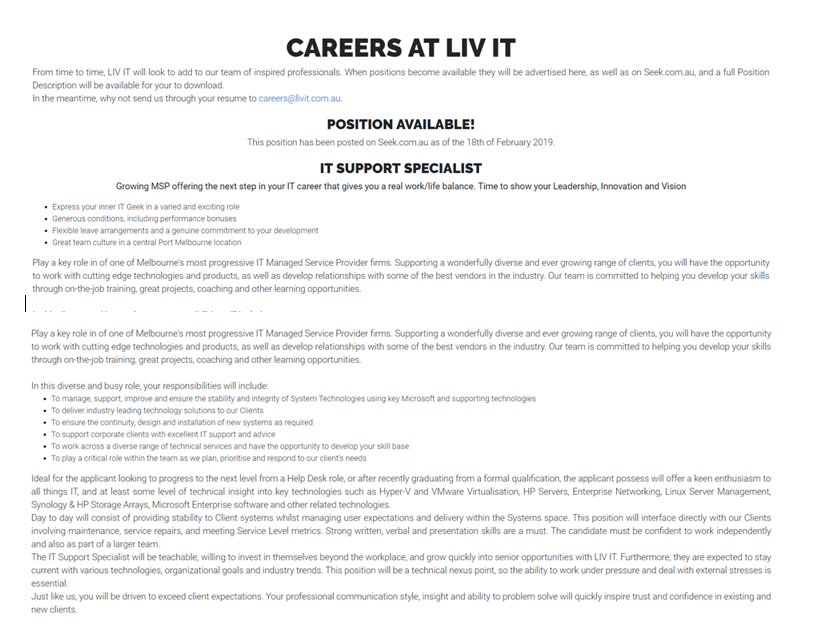 CAREERS AT LIV IT
From time to time, LIV IT will look to add to our team of inspired professionals. When positions become available they will be advertised here, as well as on Seek.com.au, and a full Position
Description will be available for your to download.
In the meantime, why not send us through your resume to careers@livit.com.au.
POSITION AVAILABLE!
This position has been posted on Seek.com.au as of the 18th of February 2019.
IT SUPPORT SPECIALIST
Growing MSP offering the next step in your IT career that gives you a real work/life balance. Time to show your Leadership, Innovation and Vision
• Express your inner IT Geek in a varied and exciting role
• Generous conditions, including performance bonuses
• Flexible leave arrangements and a genuine commitment to your development
• Great team culture in a central Port Melbourne location
Play a key role in of one of Melbourne's most progressive IT Managed Service Provider firms. Supporting a wonderfully diverse and ever growing range of clients, you will have the opportunity
to work with cutting edge technologies and products, as well as develop relationships with some of the best vendors in the industry. Our team is committed to helping you develop your skills
through on-the-job training, great projects, coaching and other learning opportunities.
Play a key role in of one of Melbourne's most progressive IT Managed Service Provider firms. Supporting a wonderfully diverse and ever growing range of clients, you will have the opportunity
to work with cutting edge technologies and products, as well as develop relationships with some of the best vendors in the industry. Our team is committed to helping you develop your skills
through on-the-job training, great projects, coaching and other learning opportunities.
In this diverse and busy role, your responsibilities will include:
• To manage, support, improve and ensure the stability and integrity of System Technologies using key Microsoft and supporting technologies
• To deliver industry leading technology solutions to our Clients
• To ensure the continuity, design and installation of new systems as required
• To support corporate clients with excellent IT support and advice
• To work across a diverse range of technical services and have the opportunity to develop your skill base
• To play a critical role within the team as we plan, prioritise and respond to our client's needs
Ideal for the applicant looking to progress to the next level from a Help Desk role, or after recently graduating from a formal qualification, the applicant possess will offer a keen enthusiasm to
all things IT, and at least some level of technical insight into key technologies such as Hyper-V and VMware Virtualisation, HP Servers, Enterprise Networking, Linux Server Management,
Synology & HP Storage Arrays, Microsoft Enterprise software and other related technologies.
Day to day will consist of providing stability to Client systems whilst managing user expectations and delivery within the Systems space. This position will interface directly with our Clients
involving maintenance, service repairs, and meeting Service Level metrics. Strong written, verbal and presentation skills are a must. The candidate must be confident to work independently
and also as part of a larger team.
The IT Support Specialist will be teachable, willing to invest in themselves beyond the workplace, and grow quickly into senior opportunities with LIV IT. Furthermore, they are expected to stay
current with various technologies, organizational goals and industry trends. This position will be a technical nexus point, so the ability to work under pressure and deal with external stresses is
essential.
Just like us, you will be driven to exceed client expectations. Your professional communication style, insight and ability to problem solve will quickly inspire trust and confidence in existing and
new clients.